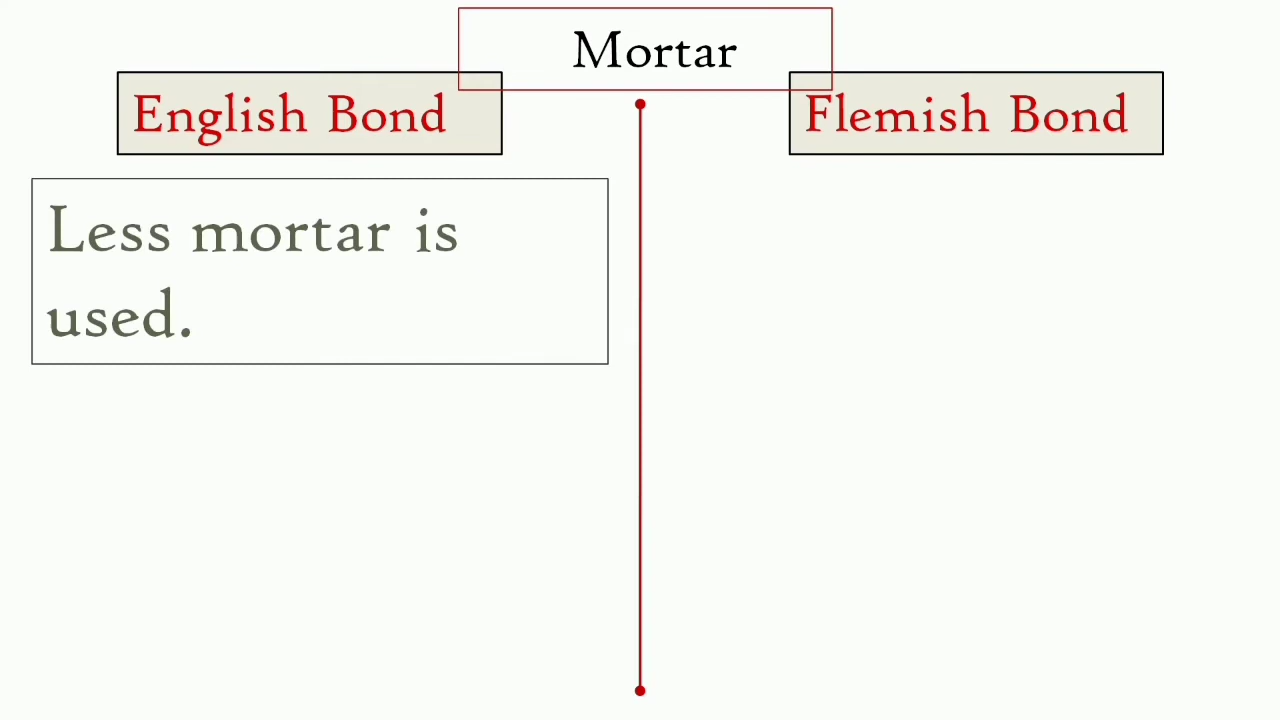 Mortar
English Bond
Flemish Bond
Less mortar is
used.